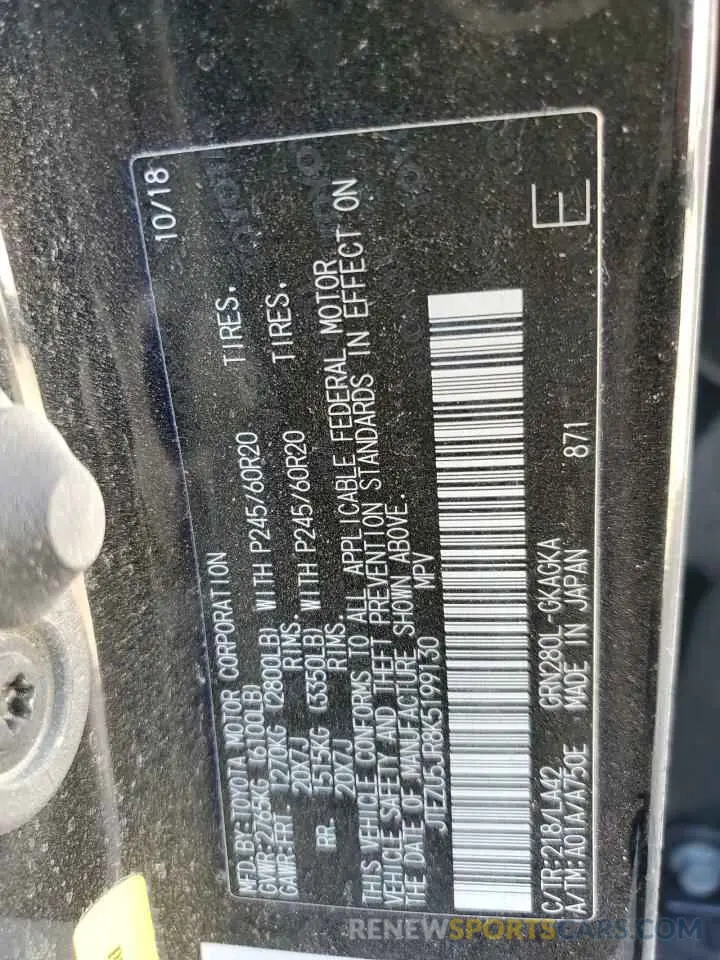 MFD.BY:TOYOTA MOTOR CORPORATION 10/18
GVWR:2765KG (6100LB)
GAWR:FRT. 1270KG (2800LB) WITH P245/60R20 TIRES.
20X7J RIMS.
RR. 1515KG (3350LB) WITH P245/60R20 TIRES.
20X7J RIMS.
THIS VEHICLE CONFORMS TO ALL APPLICABLE FEDERAL MOTOR
VEHICLE SAFETY AND THEFT PREVENTION STANDARDS IN EFFECT ON
THE DATE OF MANUFACTURE SHOWN ABOVE.
JTEZU5JR8K5199130 MPV
C/TR:218/LA42 GRN280L-GKAGKA
A/TM:A01A/A750E MADE IN JAPAN 871
E
RENEWSPORTSCARS.COM